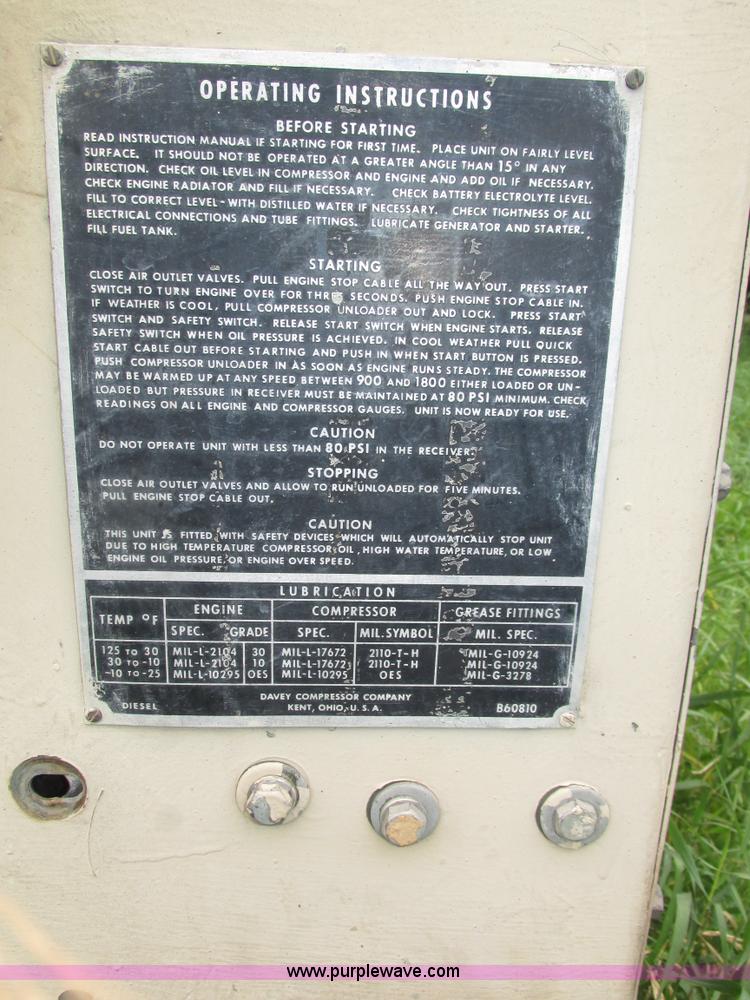 OPERATING INSTRUCTIONS
BEFORE STARTING
READ INSTRUCTION MANUAL IF STARTING FOR FIRST TIME. PLACE UNIT ON FAIRLY LEVEL
SURFACE. IT SHOULD NOT BE OPERATED AT A GREATER ANGLE THAN 15° IN ANY
DIRECTION. CHECK OIL LEVEL IN COMPRESSOR AND ENGINE AND ADD OIL IF NECESSARY.
CHECK ENGINE RADIATOR AND FILL IF NECESSARY. CHECK BATTERY ELECTROLYTE LEVEL.
FILL TO CORRECT LEVEL - WITH DISTILLED WATER IF NECESSARY. CHECK TIGHTNESS OF ALL
ELECTRICAL CONNECTIONS AND TUBE FITTINGS. LUBRICATE GENERATOR AND STARTER.
FILL FUEL TANK.
STARTING
CLOSE AIR OUTLET VALVES. PULL ENGINE STOP CABLE ALL THE WAY OUT. PRESS START
SWITCH TO TURN ENGINE OVER FOR THREE SECONDS. PUSH ENGINE STOP CABLE IN.
IF WEATHER IS COOL, PULL COMPRESSOR UNLOADER OUT AND LOCK. PRESS START
SWITCH AND SAFETY SWITCH. RELEASE START SWITCH WHEN ENGINE STARTS. RELEASE
SAFETY SWITCH WHEN OIL PRESSURE IS ACHIEVED. IN COOL WEATHER PULL QUICK
START CABLE OUT BEFORE STARTING AND PUSH IN WHEN START BUTTON IS PRESSED.
PUSH COMPRESSOR UNLOADER IN AS SOON AS ENGINE RUNS STEADY. THE COMPRESSOR
MAY BE WARMED UP AT ANY SPEED BETWEEN 900 AND 1800 EITHER LOADED OR UN-
LOADED BUT PRESSURE IN RECEIVER MUST BE MAINTAINED AT 80 PSI MINIMUM. CHECK
READINGS ON ALL ENGINE AND COMPRESSOR GAUGES. UNIT IS NOW READY FOR USE.
CAUTION
DO NOT OPERATE UNIT WITH LESS THAN 80 PSI IN THE RECEIVER.
STOPPING
CLOSE AIR OUTLET VALVES AND ALLOW TO RUN UNLOADED FOR FIVE MINUTES.
PULL ENGINE STOP CABLE OUT.
CAUTION
THIS UNIT IS FITTED WITH SAFETY DEVICES WHICH WILL AUTOMATICALLY STOP UNIT
DUE TO HIGH TEMPERATURE COMPRESSOR OIL, HIGH WATER TEMPERATURE, OR LOW
ENGINE OIL PRESSURE, OR ENGINE OVER SPEED.
LUBRICATION
TEMP °F ENGINE COMPRESSOR GREASE FITTINGS
SPEC. GRADE SPEC. MIL. SYMBOL MIL. SPEC.
125 TO 30 MIL-L-2104 30 MIL-L-17672 2110-T-H MIL-G-10924
30 TO -10 MIL-L-2104 10 MIL-L-17672 2110-T-H MIL-G-10924
-10 TO -25 MIL-L-10295 OES MIL-L-10295 OES MIL-G-3278
DAVEY COMPRESSOR COMPANY
DIESEL KENT, OHIO, U. S. A. B60810
www.purplewave.com